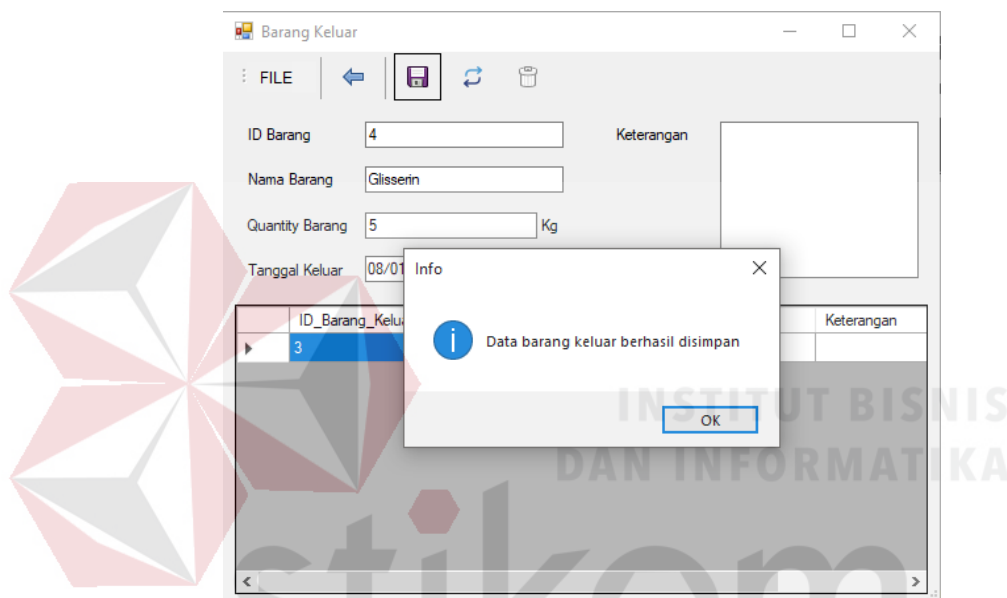 Barang Keluar
FILE
ID Barang 4 Keterangan
Nama Barang Glisserin
Quantity Barang 5 Kg
Tanggal Keluar 08/01
Info
Data barang keluar berhasil disimpan
OK
ID_Barang_Kelua Keterangan
3
INSTITUT BISNIS
DAN INFORMATIKA
stikom